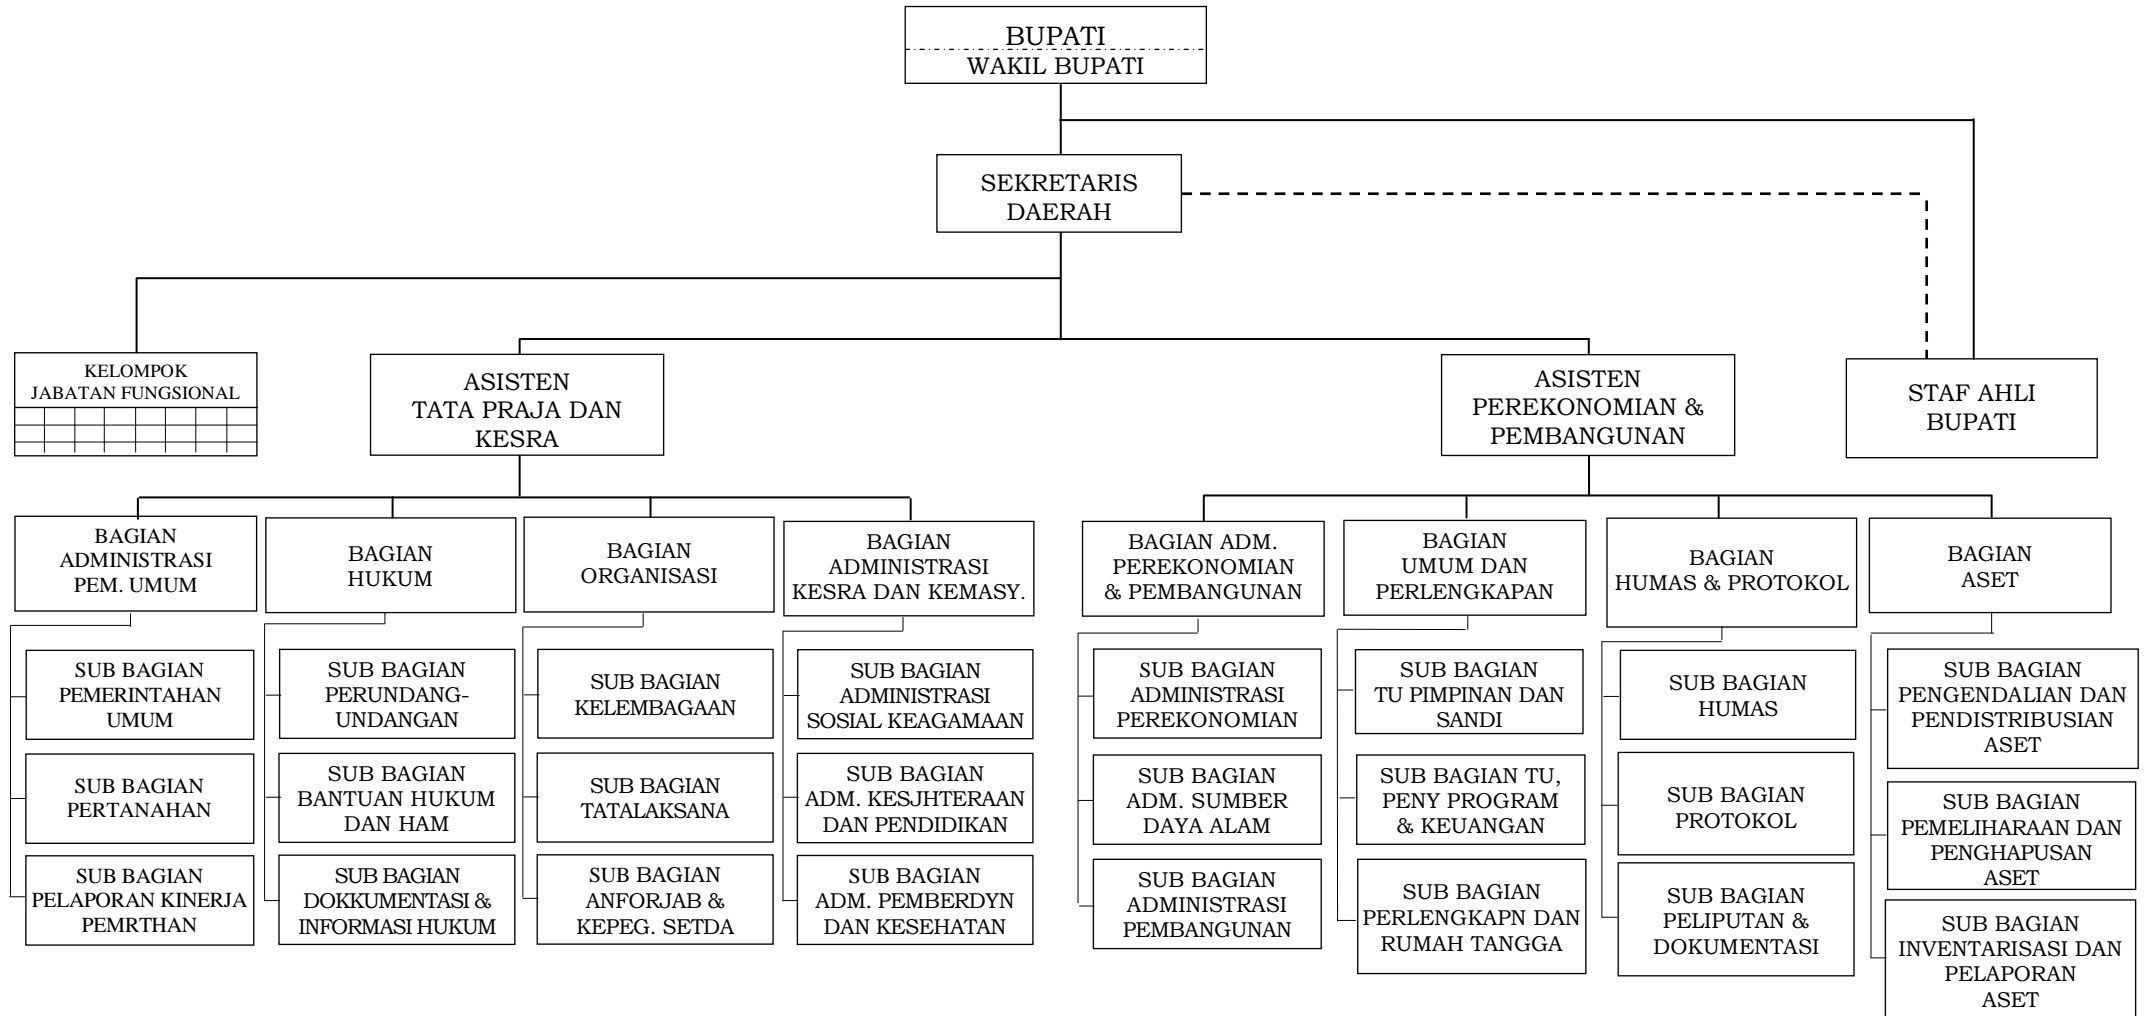 BUPATI
WAKIL BUPATI
SEKRETARIS
DAERAH
KELOMPOK
JABATAN FUNGSIONAL
ASISTEN
TATA PRAJA DAN
KESRA
ASISTEN
PEREKONOMIAN &
PEMBANGUNAN
STAF AHLI
BUPATI
BAGIAN
ADMINISTRASI
PEM. UMUM
BAGIAN
HUKUM
BAGIAN
ORGANISASI
BAGIAN
ADMINISTRASI
KESRA DAN KEMASY.
BAGIAN ADM.
PEREKONOMIAN
& PEMBANGUNAN
BAGIAN
UMUM DAN
PERLENGKAPAN
BAGIAN
HUMAS & PROTOKOL
BAGIAN
ASET
SUB BAGIAN
PEMERINTAHAN
UMUM
SUB BAGIAN
PERUNDANG-
UNDANGAN
SUB BAGIAN
KELEMBAGAAN
SUB BAGIAN
ADMINISTRASI
SOSIAL KEAGAMAAN
SUB BAGIAN
ADMINISTRASI
PEREKONOMIAN
SUB BAGIAN
TU PIMPINAN DAN
SANDI
SUB BAGIAN
HUMAS
SUB BAGIAN
PENGENDALIAN DAN
PENDISTRIBUSIAN
ASET
SUB BAGIAN
PERTANAHAN
SUB BAGIAN
BANTUAN HUKUM
DAN HAM
SUB BAGIAN
TATALAKSANA
SUB BAGIAN
ADM. KESJHTERAAN
DAN PENDIDIKAN
SUB BAGIAN
ADM. SUMBER
DAYA ALAM
SUB BAGIAN TU,
PENY PROGRAM
& KEUANGAN
SUB BAGIAN
PROTOKOL
SUB BAGIAN
PEMELIHARAAN DAN
PENGHAPUSAN
ASET
SUB BAGIAN
PELAPORAN KINERJA
PEMRTHAN
SUB BAGIAN
DOKKUMENTASI &
INFORMASI HUKUM
SUB BAGIAN
ANFORJAB &
KEPEG. SETDA
SUB BAGIAN
ADM. PEMBERDYN
DAN KESEHATAN
SUB BAGIAN
ADMINISTRASI
PEMBANGUNAN
SUB BAGIAN
PERLENGKAPN DAN
RUMAH TANGGA
SUB BAGIAN
PELIPUTAN &
DOKUMENTASI
SUB BAGIAN
INVENTARISASI DAN
PELAPORAN
ASET